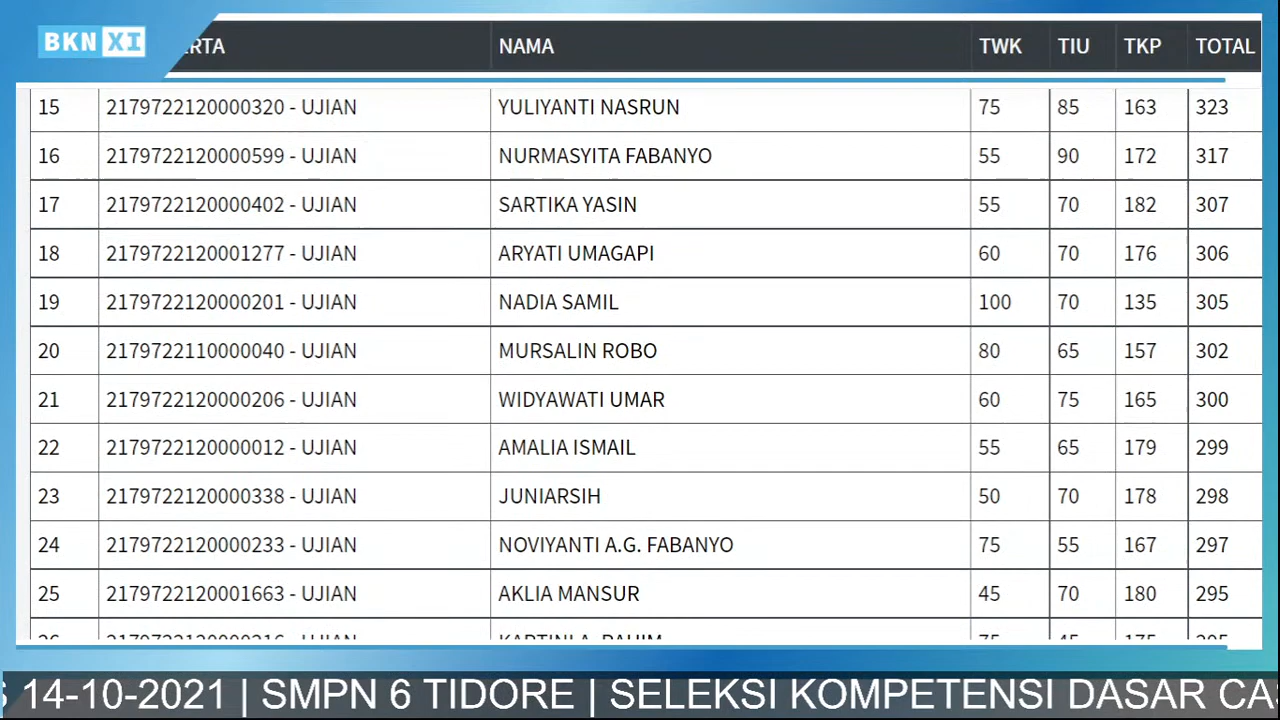 BKN XI
ERTA NAMA TWK TIU TKP TOTAL
15 2179722120000320 - UJIAN YULIYANTI NASRUN 75 85 163 323
16 2179722120000599 - UJIAN NURMASYITA FABANYO 55 90 172 317
17 2179722120000402 - UJIAN SARTIKA YASIN 55 70 182 307
18 2179722120001277 - UJIAN ARYATI UMAGAPI 60 70 176 306
19 2179722120000201 - UJIAN NADIA SAMIL 100 70 135 305
20 2179722110000040 - UJIAN MURSALIN ROBO 80 65 157 302
21 2179722120000206 - UJIAN WIDYAWATI UMAR 60 75 165 300
22 2179722120000012 - UJIAN AMALIA ISMAIL 55 65 179 299
23 2179722120000338 - UJIAN JUNIARSIH 50 70 178 298
24 2179722120000233 - UJIAN NOVIYANTI A.G. FABANYO 75 55 167 297
25 2179722120001663 - UJIAN AKLIA MANSUR 45 70 180 295
14-10-2021 | SMPN 6 TIDORE | SELEKSI KOMPETENSI DASAR CA